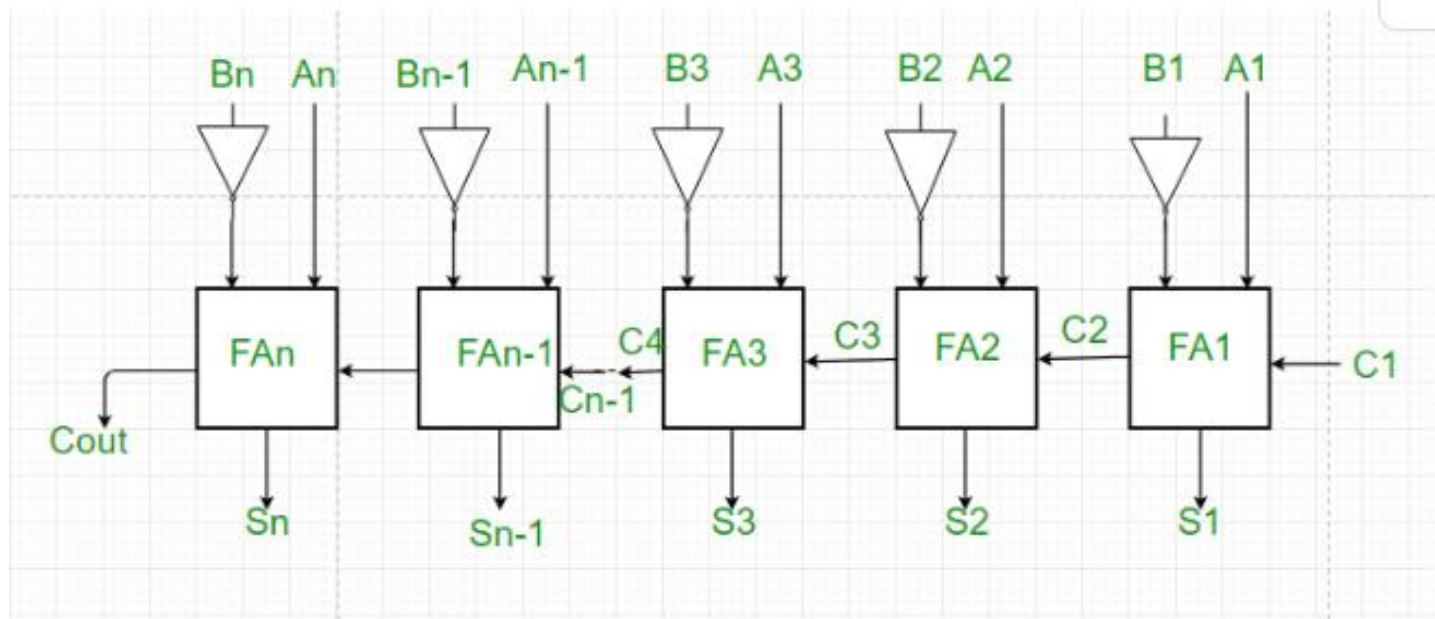 Bn An Bn-1 An-1 B3 A3 B2 A2 B1 A1
FAn FAn-1 C4 FA3 C3 FA2 C2 FA1 C1
Cn-1
Cout
Sn Sn-1 S3 S2 S1